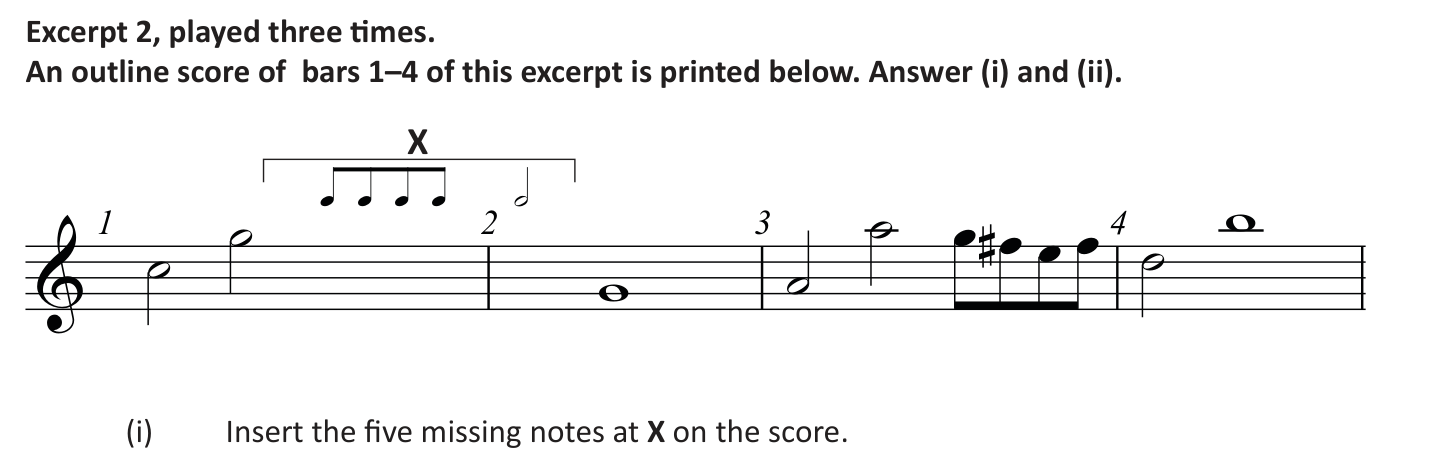 Excerpt 2, played three times.
An outline score of bars 1–4 of this excerpt is printed below. Answer (i) and (ii).
X
1 2 3 4
(i) Insert the five missing notes at X on the score.